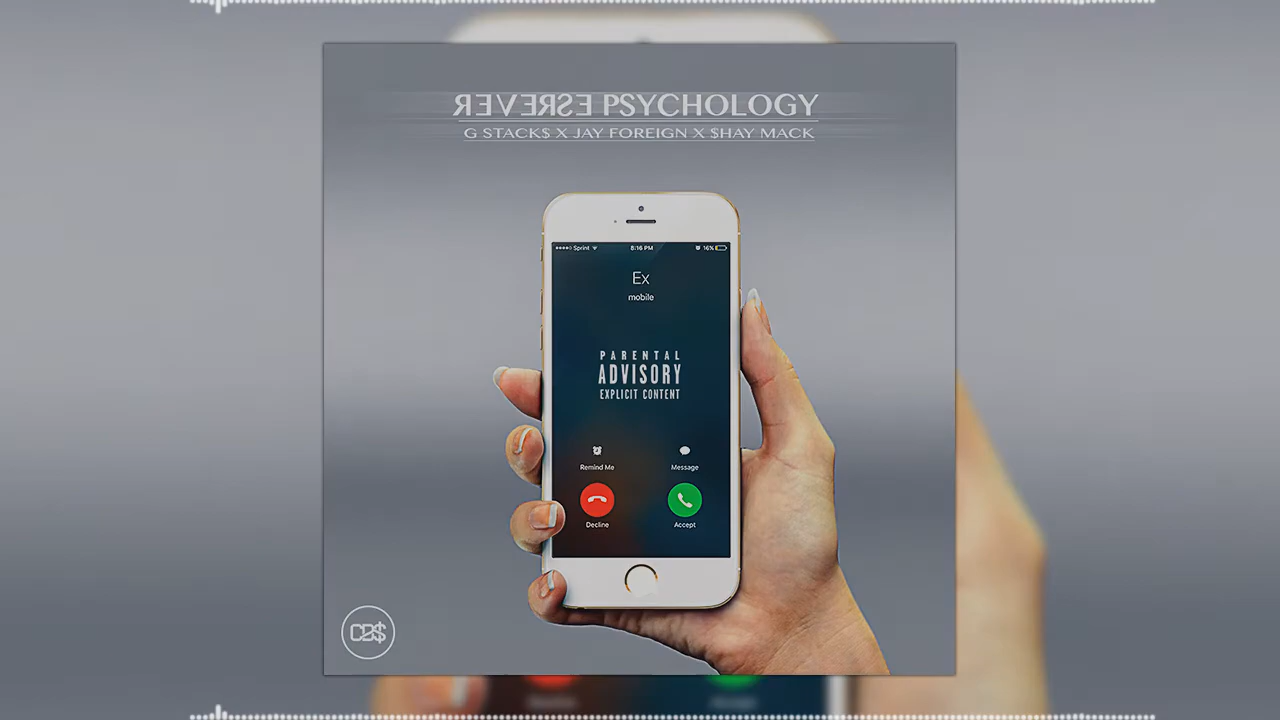 REVERSE PSYCHOLOGY
G STACK$ X JAY FOREIGN X $HAY MACK
Sprint 8:16 PM 16%
Ex
mobile
PARENTAL
ADVISORY
EXPLICIT CONTENT
Remind Me Message
Decline Accept
CB$